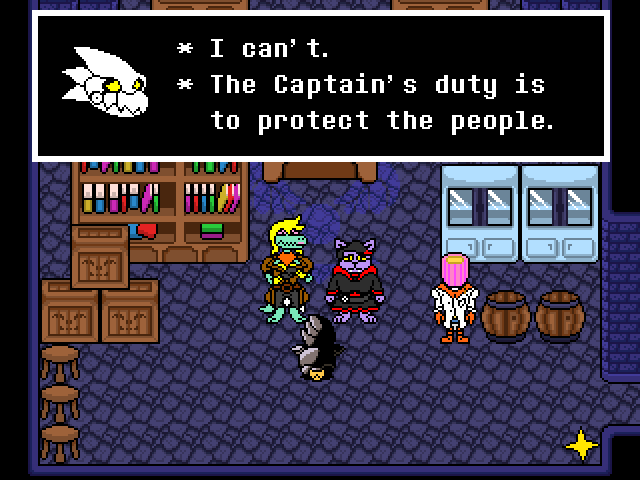 * I can't.
* The Captain's duty is
to protect the people.